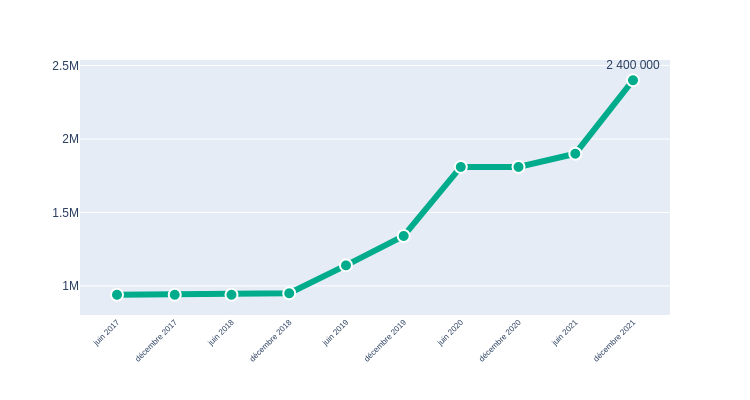 2 400 000
2.5M
2M
1.5M
1M
juin 2017
décembre 2017
juin 2018
décembre 2018
juin 2019
décembre 2019
juin 2020
décembre 2020
juin 2021
décembre 2021